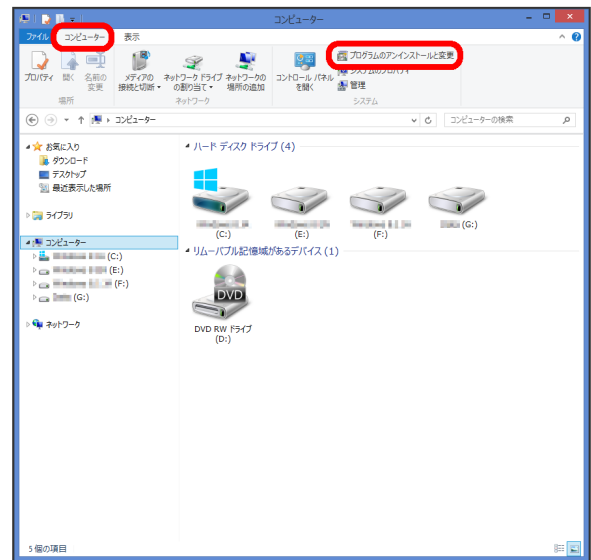 コンピューター
ファイル コンピューター 表示
プログラムのアンインストールと変更
システムのプロパティ
管理
プロパティ 開く 名前の変更 メディアの接続と切断 ネットワーク ドライブの割り当て ネットワークの場所の追加 コントロール パネルを開く
場所 ネットワーク システム
コンピューター
コンピューターの検索
お気に入り
ダウンロード
デスクトップ
最近表示した場所
ライブラリ
コンピューター
(C:)
(E:)
(F:)
(G:)
ネットワーク
ハード ディスク ドライブ (4)
(C:)
(E:)
(F:)
(G:)
リムーバブル記憶域があるデバイス (1)
DVD
DVD RW ドライブ
(D:)
5 個の項目